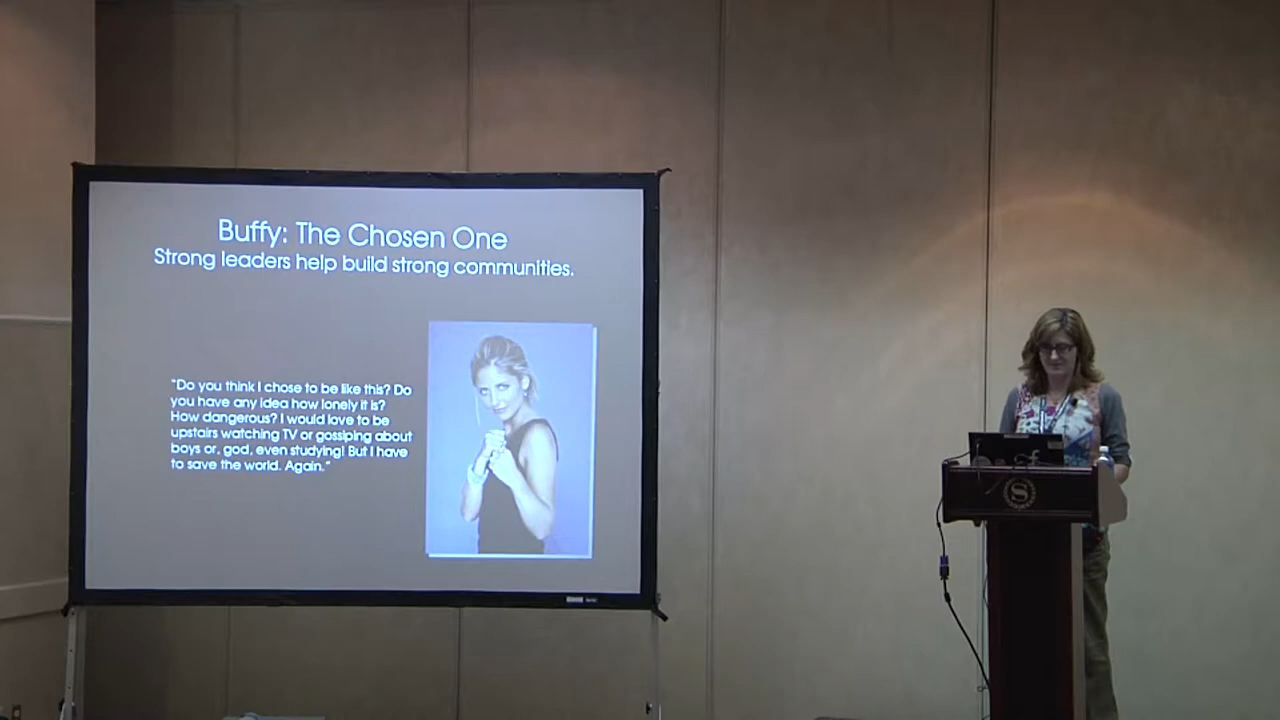 Buffy: The Chosen One
Strong leaders help build strong communities.
"Do you think I chose to be like this? Do
you have any idea how lonely it is?
How dangerous? I would love to be
upstairs watching TV or gossiping about
boys or, god, even studying! But I have
to save the world. Again."
S